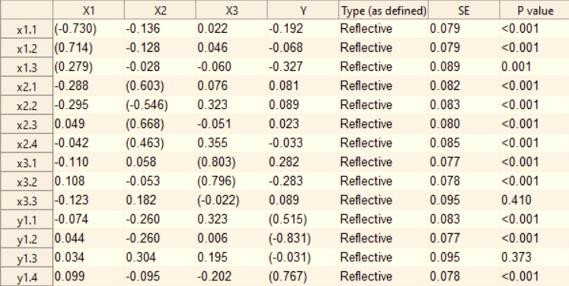 X1 X2 X3 Y Type (as defined) SE P value
x1.1 (-0.730) -0.136 0.022 -0.192 Reflective 0.079 <0.001
x1.2 (0.714) -0.128 0.046 -0.068 Reflective 0.079 <0.001
x1.3 (0.279) -0.028 -0.060 -0.327 Reflective 0.089 0.001
x2.1 -0.288 (0.603) 0.076 0.081 Reflective 0.082 <0.001
x2.2 -0.295 (-0.546) 0.323 0.089 Reflective 0.083 <0.001
x2.3 0.049 (0.668) -0.051 0.023 Reflective 0.080 <0.001
x2.4 -0.042 (0.463) 0.355 -0.033 Reflective 0.085 <0.001
x3.1 -0.110 0.058 (0.803) 0.282 Reflective 0.077 <0.001
x3.2 0.108 -0.053 (0.796) -0.283 Reflective 0.078 <0.001
x3.3 -0.123 0.182 (-0.022) 0.089 Reflective 0.095 0.410
y1.1 -0.074 -0.260 0.323 (0.515) Reflective 0.083 <0.001
y1.2 0.044 -0.260 0.006 (-0.831) Reflective 0.077 <0.001
y1.3 0.034 0.304 0.195 (-0.031) Reflective 0.095 0.373
y1.4 0.099 -0.095 -0.202 (0.767) Reflective 0.078 <0.001